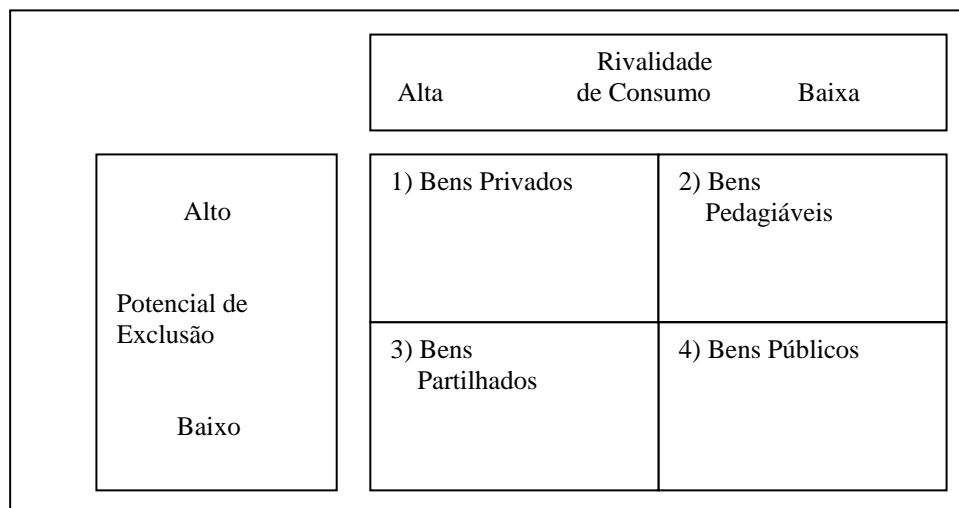 Rivalidade
Alta de Consumo Baixa
Alto
Potencial de
Exclusão
Baixo
1) Bens Privados
2) Bens
Pedagiáveis
3) Bens
Partilhados
4) Bens Públicos